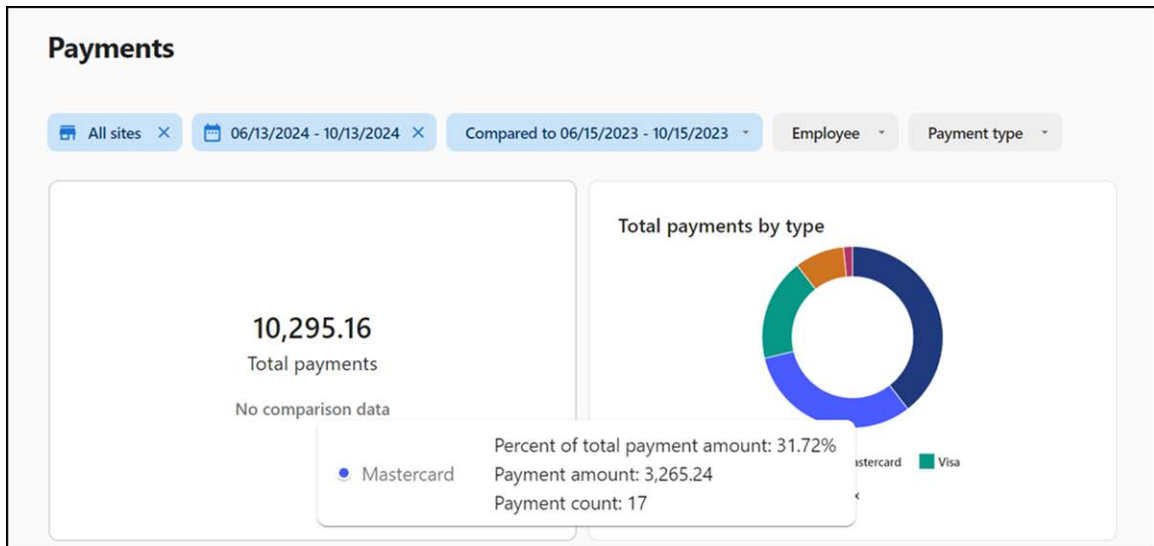 Payments
All sites
06/13/2024 - 10/13/2024
Compared to 06/15/2023 - 10/15/2023
Employee
Payment type
10,295.16
Total payments
No comparison data
Total payments by type
Mastercard
Percent of total payment amount: 31.72%
Payment amount: 3,265.24
Payment count: 17
Visa